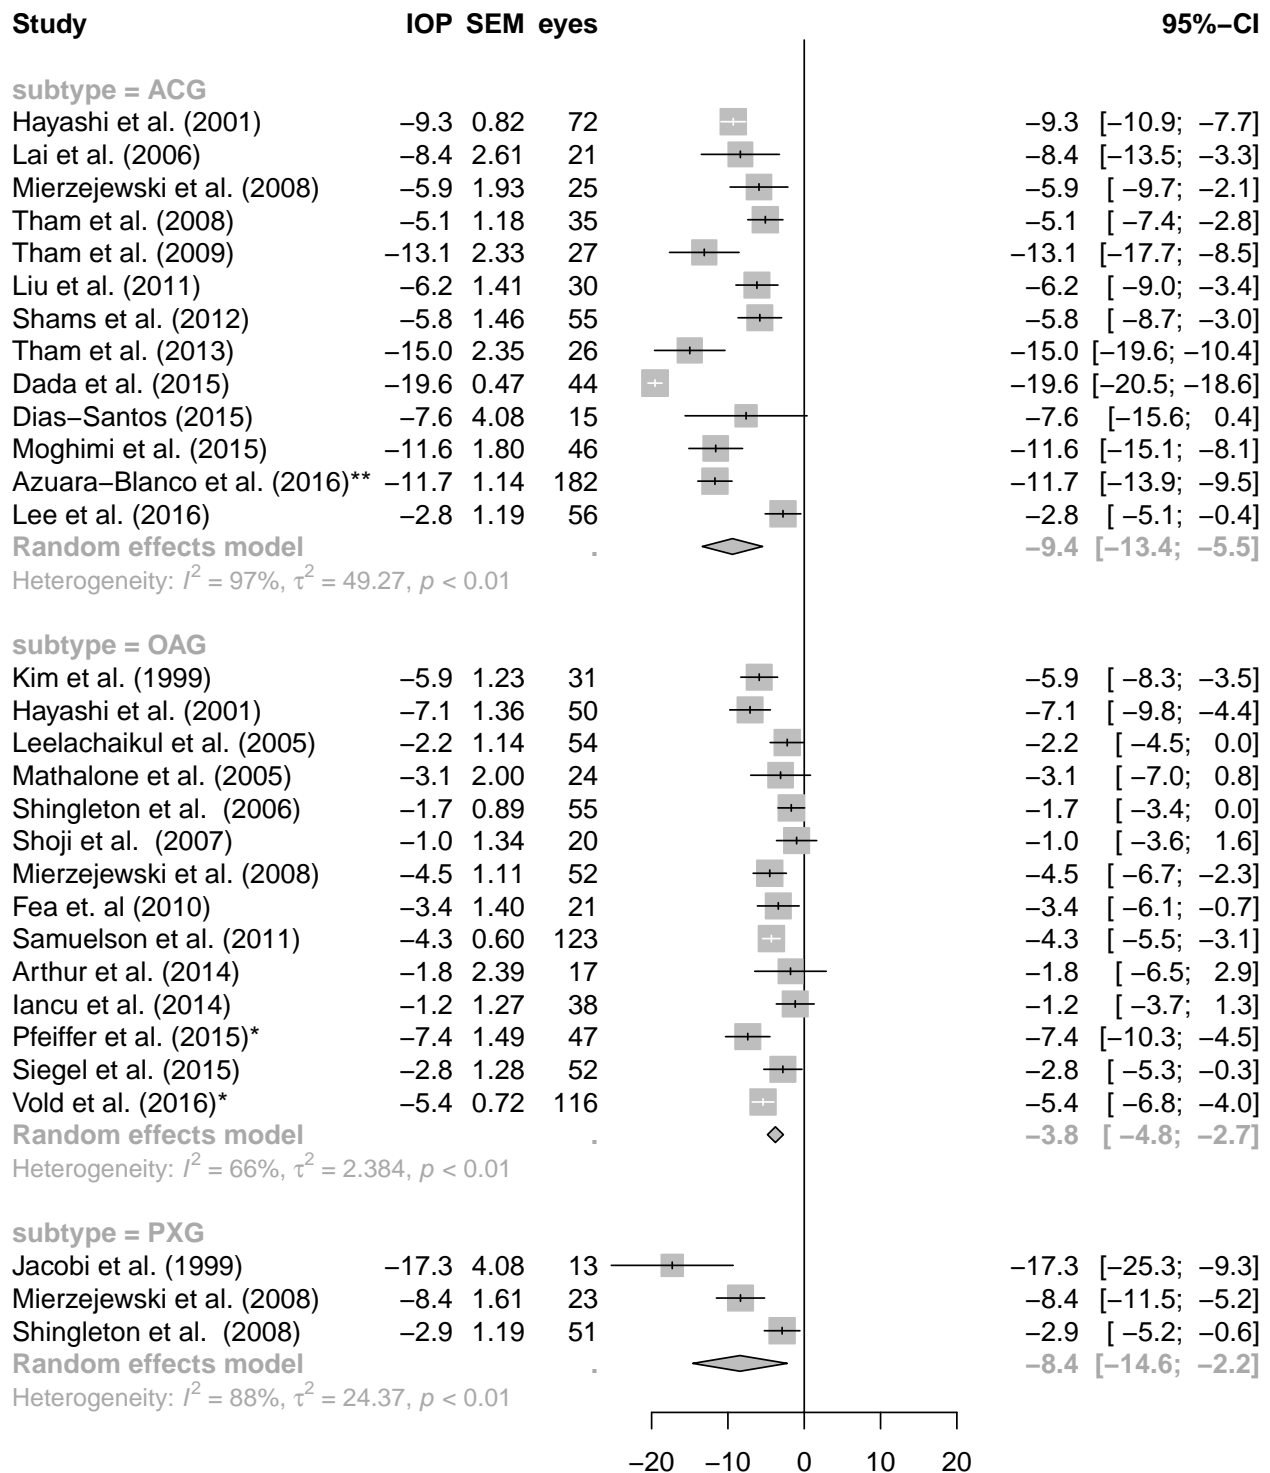 Study IOP SEM eyes 95%−CI
subtype = ACG
Hayashi et al. (2001) −9.3 0.82 72 −9.3 [−10.9; −7.7]
Lai et al. (2006) −8.4 2.61 21 −8.4 [−13.5; −3.3]
Mierzejewski et al. (2008) −5.9 1.93 25 −5.9 [ −9.7; −2.1]
Tham et al. (2008) −5.1 1.18 35 −5.1 [ −7.4; −2.8]
Tham et al. (2009) −13.1 2.33 27 −13.1 [−17.7; −8.5]
Liu et al. (2011) −6.2 1.41 30 −6.2 [ −9.0; −3.4]
Shams et al. (2012) −5.8 1.46 55 −5.8 [ −8.7; −3.0]
Tham et al. (2013) −15.0 2.35 26 −15.0 [−19.6; −10.4]
Dada et al. (2015) −19.6 0.47 44 −19.6 [−20.5; −18.6]
Dias−Santos (2015) −7.6 4.08 15 −7.6 [−15.6; 0.4]
Moghimi et al. (2015) −11.6 1.80 46 −11.6 [−15.1; −8.1]
Azuara−Blanco et al. (2016)** −11.7 1.14 182 −11.7 [−13.9; −9.5]
Lee et al. (2016) −2.8 1.19 56 −2.8 [ −5.1; −0.4]
Random effects model . −9.4 [−13.4; −5.5]
Heterogeneity: I² = 97%, τ² = 49.27, p < 0.01
subtype = OAG
Kim et al. (1999) −5.9 1.23 31 −5.9 [ −8.3; −3.5]
Hayashi et al. (2001) −7.1 1.36 50 −7.1 [ −9.8; −4.4]
Leelachaikul et al. (2005) −2.2 1.14 54 −2.2 [ −4.5; 0.0]
Mathalone et al. (2005) −3.1 2.00 24 −3.1 [ −7.0; 0.8]
Shingleton et al. (2006) −1.7 0.89 55 −1.7 [ −3.4; 0.0]
Shoji et al. (2007) −1.0 1.34 20 −1.0 [ −3.6; 1.6]
Mierzejewski et al. (2008) −4.5 1.11 52 −4.5 [ −6.7; −2.3]
Fea et. al (2010) −3.4 1.40 21 −3.4 [ −6.1; −0.7]
Samuelson et al. (2011) −4.3 0.60 123 −4.3 [ −5.5; −3.1]
Arthur et al. (2014) −1.8 2.39 17 −1.8 [ −6.5; 2.9]
Iancu et al. (2014) −1.2 1.27 38 −1.2 [ −3.7; 1.3]
Pfeiffer et al. (2015)* −7.4 1.49 47 −7.4 [−10.3; −4.5]
Siegel et al. (2015) −2.8 1.28 52 −2.8 [ −5.3; −0.3]
Vold et al. (2016)* −5.4 0.72 116 −5.4 [ −6.8; −4.0]
Random effects model . −3.8 [ −4.8; −2.7]
Heterogeneity: I² = 66%, τ² = 2.384, p < 0.01
subtype = PXG
Jacobi et al. (1999) −17.3 4.08 13 −17.3 [−25.3; −9.3]
Mierzejewski et al. (2008) −8.4 1.61 23 −8.4 [−11.5; −5.2]
Shingleton et al. (2008) −2.9 1.19 51 −2.9 [ −5.2; −0.6]
Random effects model . −8.4 [−14.6; −2.2]
Heterogeneity: I² = 88%, τ² = 24.37, p < 0.01
−20 −10 0 10 20